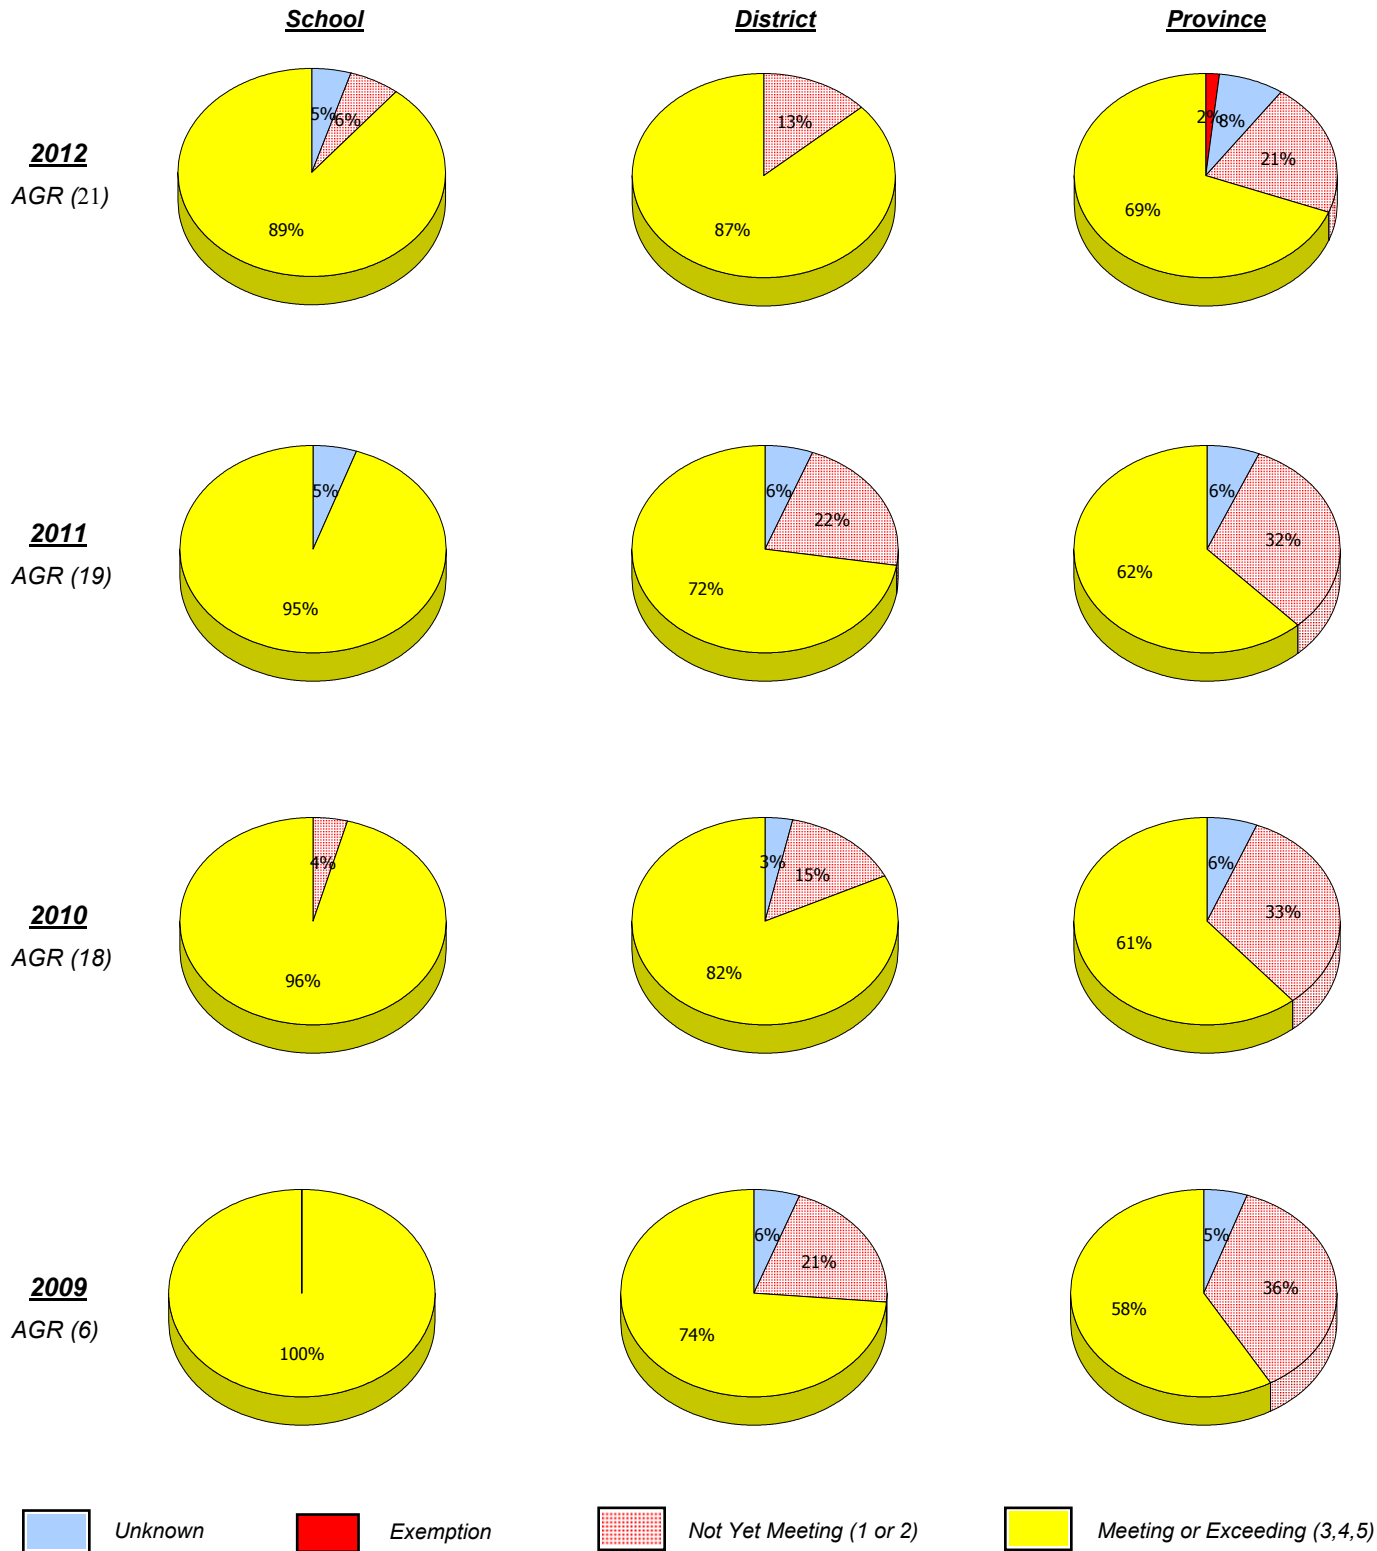 School District Province
5% 6% 13% 2% 8%
2012
21%
AGR (21)
69%
89% 87%
5% 6% 22% 6% 32%
2011
AGR (19)
95% 72% 62%
4% 3% 15% 6% 33%
2010
AGR (18)
96% 82% 61%
6% 21% 5% 36%
2009
AGR (6)
100% 74% 58%
Unknown Exemption Not Yet Meeting (1 or 2) Meeting or Exceeding (3,4,5)